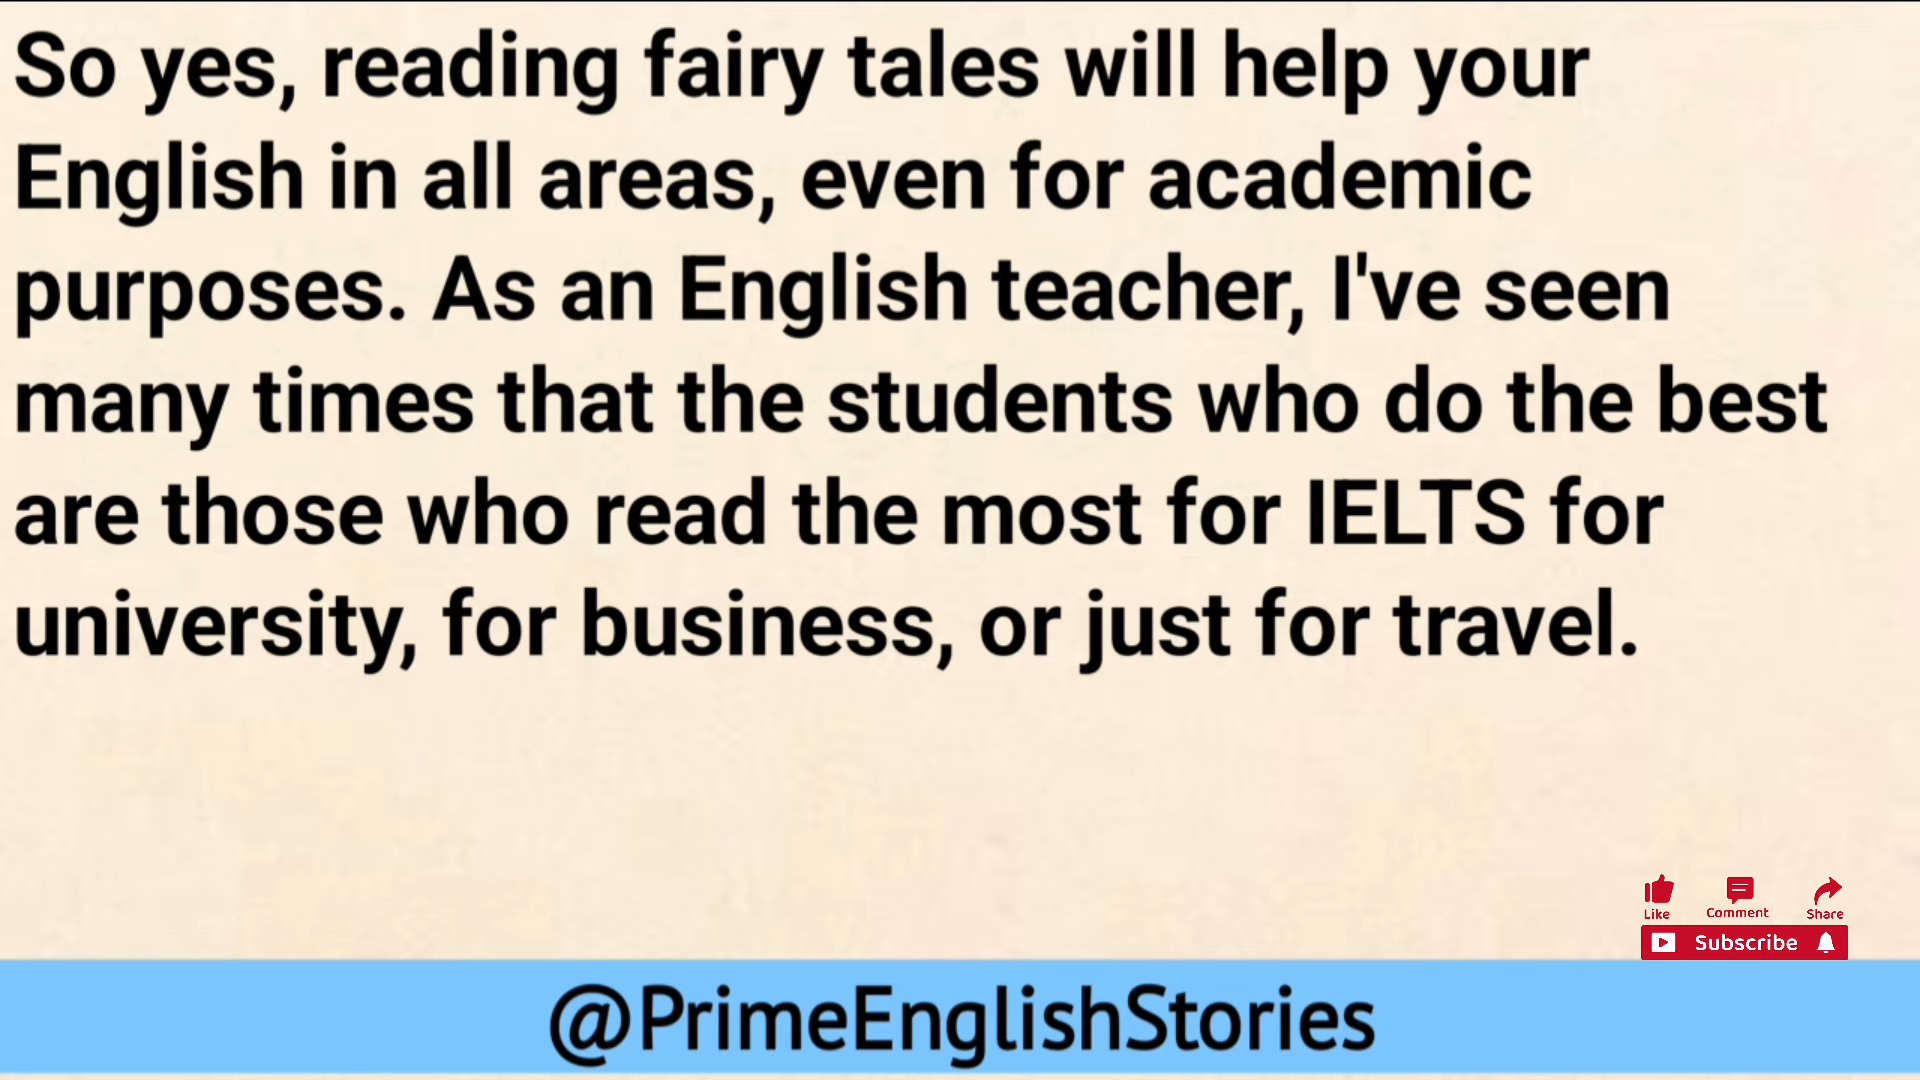 So yes, reading fairy tales will help your
English in all areas, even for academic
purposes. As an English teacher, I've seen
many times that the students who do the best
are those who read the most for IELTS for
university, for business, or just for travel.
Like Comment Share
Subscribe
@PrimeEnglishStories